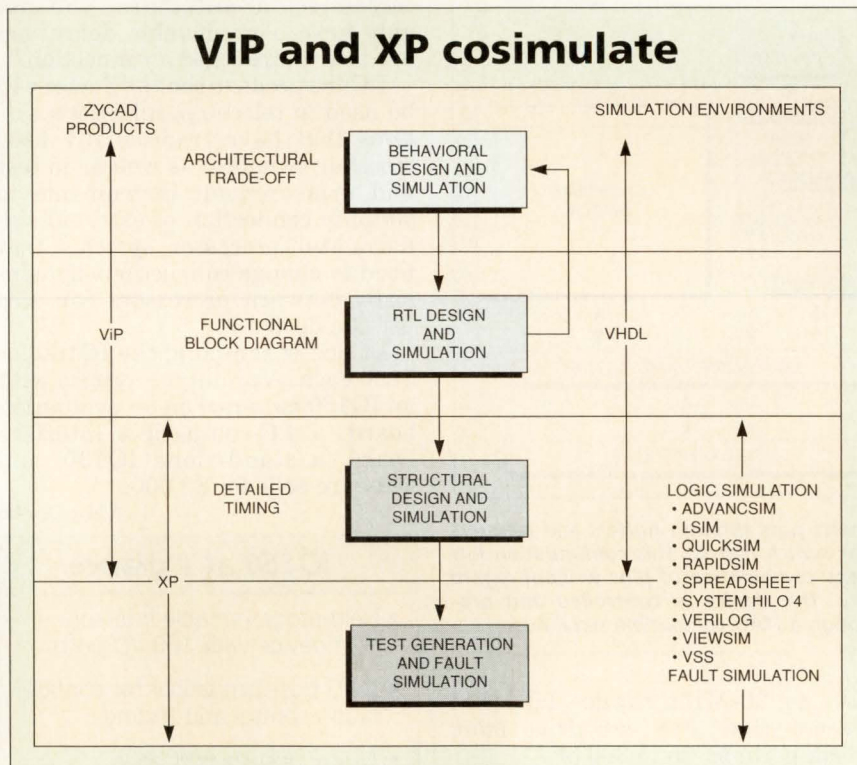 ViP and XP cosimulate
ZYCAD
PRODUCTS
SIMULATION ENVIRONMENTS
ARCHITECTURAL
TRADE-OFF
BEHAVIORAL
DESIGN AND
SIMULATION
ViP
FUNCTIONAL
BLOCK DIAGRAM
RTL DESIGN
AND
SIMULATION
VHDL
DETAILED
TIMING
STRUCTURAL
DESIGN AND
SIMULATION
LOGIC SIMULATION
• ADVANCSIM
• LSIM
• QUICKSIM
• RAPIDSIM
• SPREADSHEET
• SYSTEM HILO 4
• VERILOG
• VIEWSIM
• VSS
FAULT SIMULATION
XP
TEST GENERATION
AND FAULT
SIMULATION